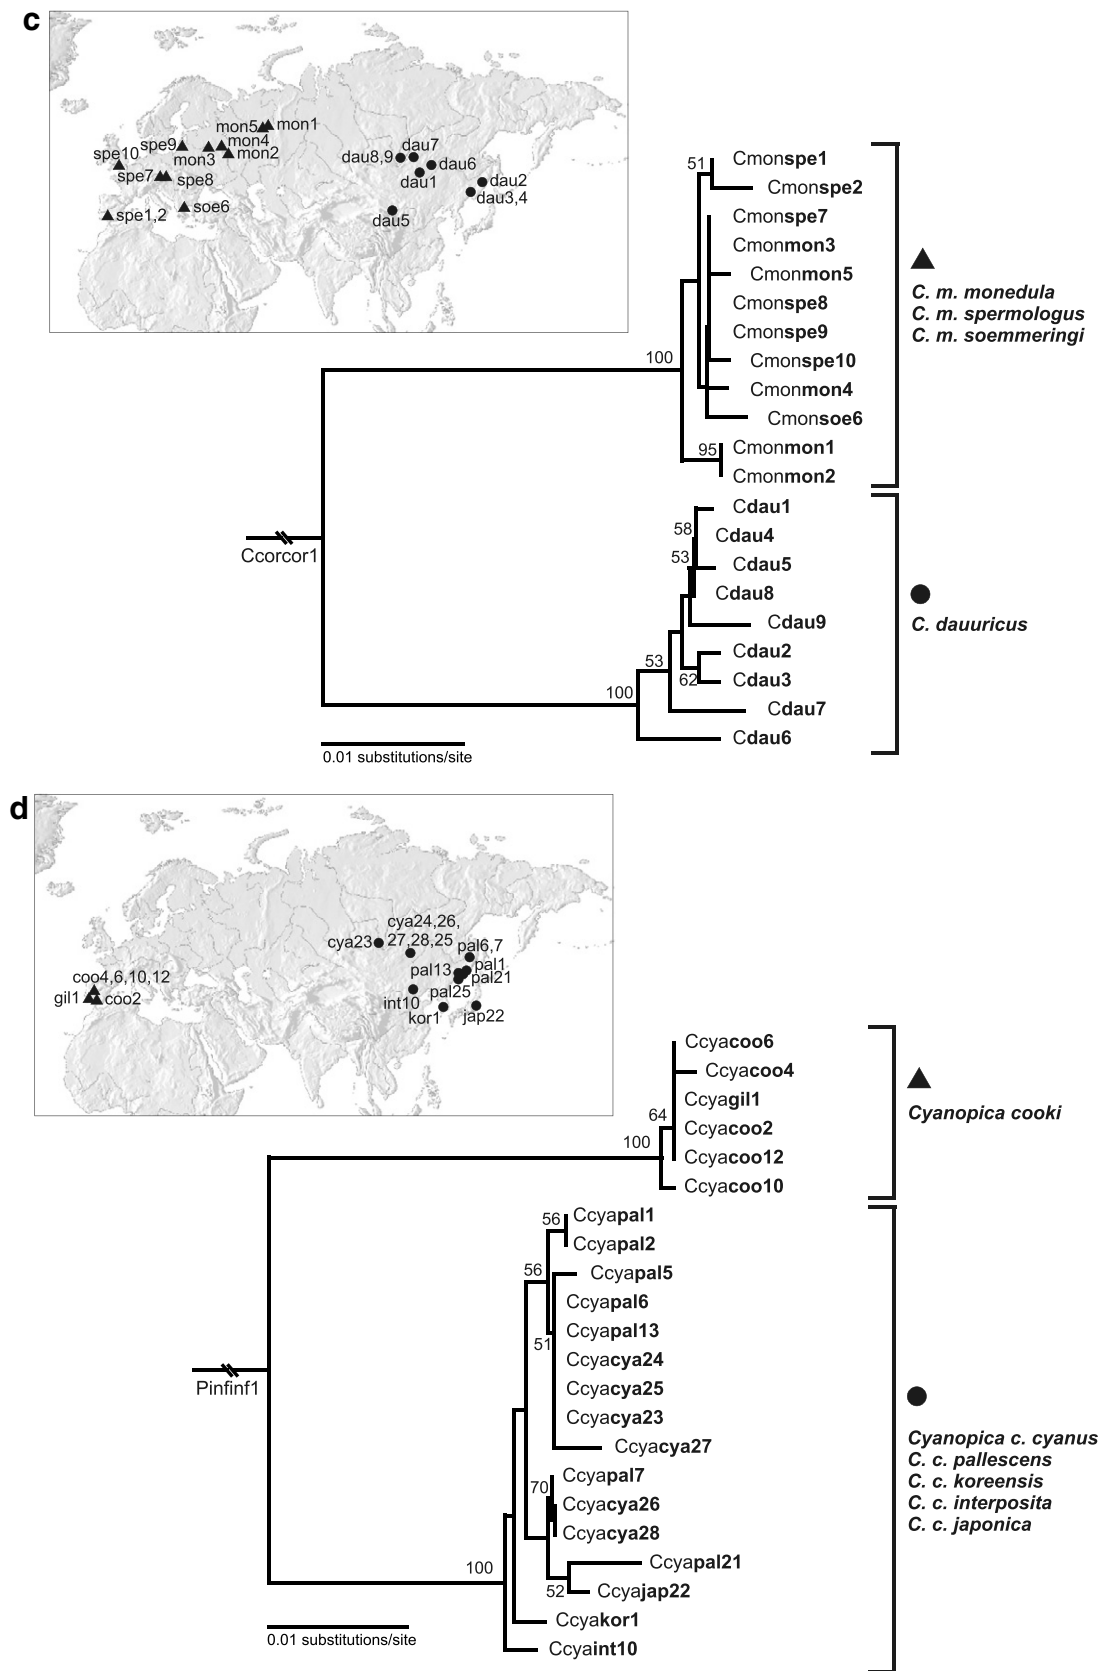 c
mon5 mon1
spe9 mon4
mon3 mon2
spe10
spe7 spe8
spe1,2 soe6
dau7
dau8,9 dau6
dau1
dau2
dau3,4
dau5
51
Cmonspe1
Cmonspe2
Cmonspe7
Cmonmon3
Cmonmon5
Cmonspe8
Cmonspe9
Cmonspe10
Cmonmon4
Cmonsoe6
100
95
Cmonmon1
Cmonmon2
C. m. monedula
C. m. spermologus
C. m. soemmeringi
Ccorcor1
Cdau1
58
Cdau4
53
Cdau5
Cdau8
Cdau9
Cdau2
53
62
Cdau3
100
Cdau7
Cdau6
C. dauuricus
0.01 substitutions/site
d
cya24,26,
27,28,25
cya23
pal6,7
pal13 pal1
pal21
pal25
int10
kor1
jap22
coo4,6,10,12
gil1 coo2
Ccyacoo6
Ccyacoo4
Ccyagil1
64
Ccyacoo2
100
Ccyacoo12
Ccyacoo10
Cyanopica cooki
56
Ccyapal1
Ccyapal2
56
Ccyapal5
Ccyapal6
Ccyapal13
51
Ccyacya24
Ccyacya25
Ccyacya23
Ccyacya27
Pinfinf1
Ccyapal7
70
Ccyacya26
Ccyacya28
Ccyapal21
100
52
Ccyajap22
Ccyakor1
Ccyaint10
Cyanopica c. cyanus
C. c. pallescens
C. c. koreensis
C. c. interposita
C. c. japonica
0.01 substitutions/site